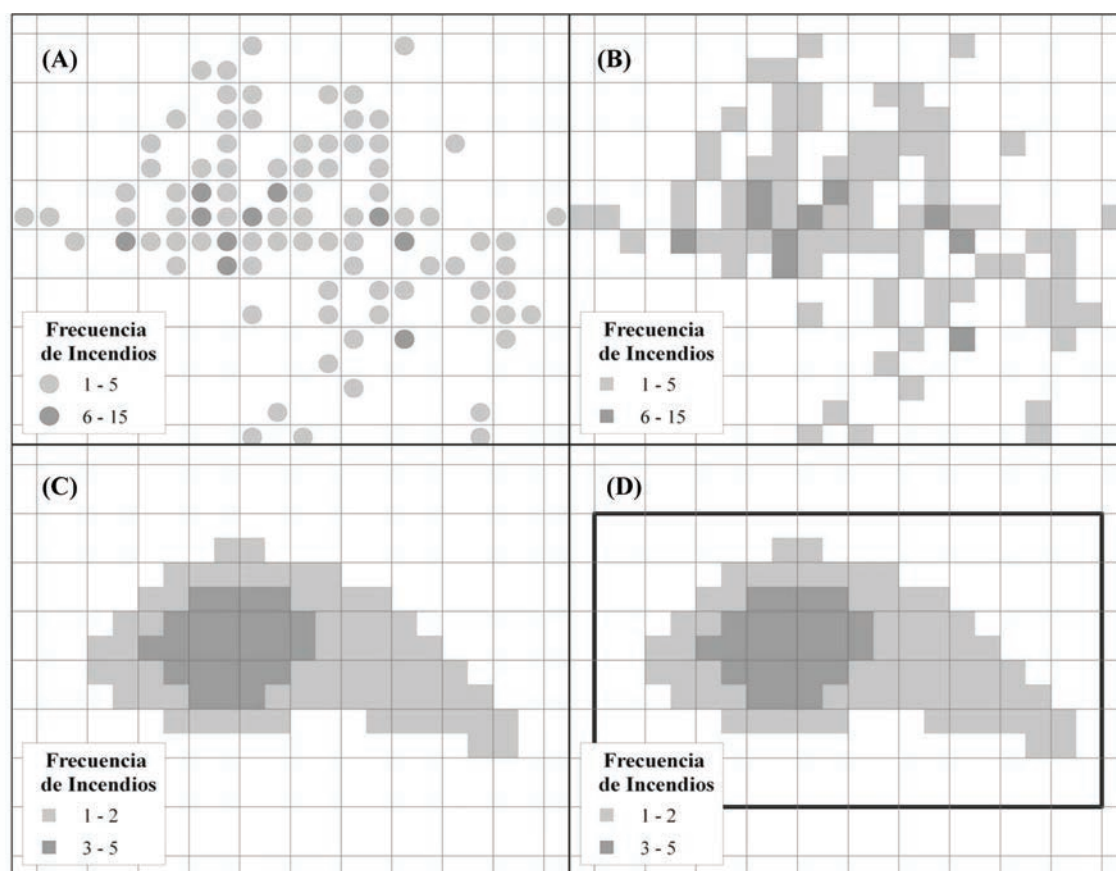 (A)
Frecuencia
de Incendios
1 - 5
6 - 15
(B)
Frecuencia
de Incendios
1 - 5
6 - 15
(C)
Frecuencia
de Incendios
1 - 2
3 - 5
(D)
Frecuencia
de Incendios
1 - 2
3 - 5